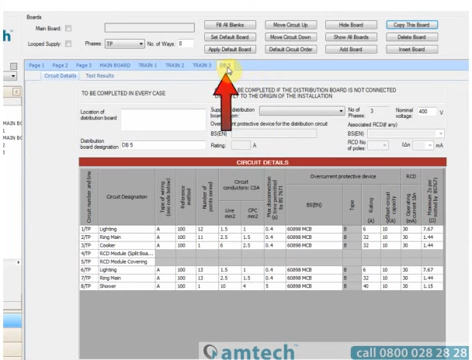 Boards
Main Board: Fill All Blanks Move Circuit Up Hide Board Copy This Board
Set Default Board Move Circuit Down Show All Boards Delete Board
Looped Supply: Phases: TP No. of Ways: 8 Apply Default Board Default Circuit Order Add Board Insert Board
Page 1 Page 2 Page 3 MAIN BOARD TRAIN 1 TRAIN 2 TRAIN 3 DB 5
Circuit Details Test Results
TO BE COMPLETED IN EVERY CASE
BE COMPLETED IF THE DISTRIBUTION BOARD IS NOT CONNECTED
TO THE ORIGIN OF THE INSTALLATION
Location of distribution board
distribution No of Phases: 3 Nominal voltage: 400 V
Overcurrent protective device for the distribution circuit Associated RCD(if any)
BS(EN) BS(EN)
Distribution board designation DB 5 Rating: A RCD No of poles IΔn mA
CIRCUIT DETAILS
Circuit number and line Circuit Designation Type of wiring Reference method Number of points served Circuit conductors: CSA Live mm2 CPC mm2 Overcurrent protective device BS(EN) Type Rating (A) capacity RCD
1/TP Lighting A 100 12 1.5 1 0.4 60898 MCB B 6 10 30 7.67
2/TP Ring Main A 100 11 2.5 1.5 0.4 60898 MCB B 32 10 30 1.44
3/TP Cooker A 100 1 6 2.5 0.4 60898 MCB B 32 10 30 1.44
4/TP RCD Module (Split Boa...
5/TP RCD Module Covering
6/TP Lighting A 100 13 1.5 1 0.4 60898 MCB B 6 10 30 7.67
7/TP Ring Main A 100 13 2.5 1.5 0.4 60898 MCB B 32 10 30 1.44
8/TP Shower A 100 1 10 4 5 60898 MCB B 40 10 30 1.15
amtech call 0800 028 28 28